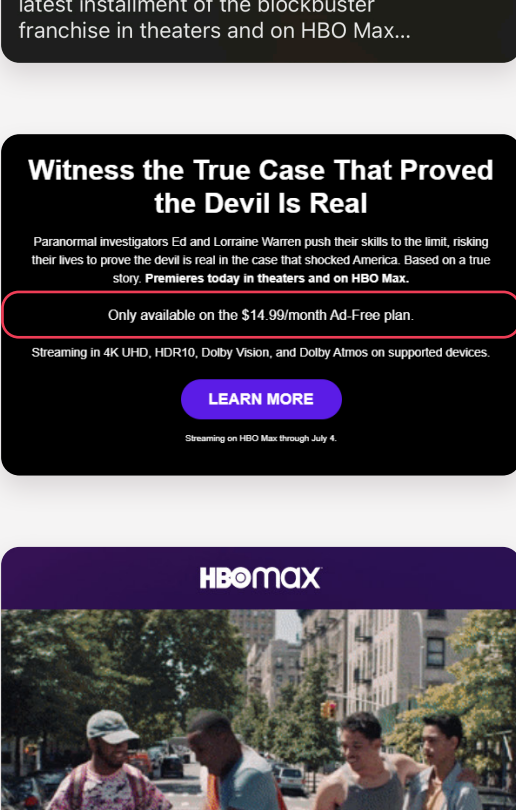 latest installment of the blockbuster
franchise in theaters and on HBO Max...
Witness the True Case That Proved
the Devil Is Real
Paranormal investigators Ed and Lorraine Warren push their skills to the limit, risking
their lives to prove the devil is real in the case that shocked America. Based on a true
story. Premieres today in theaters and on HBO Max.
Only available on the $14.99/month Ad-Free plan.
Streaming in 4K UHD, HDR10, Dolby Vision, and Dolby Atmos on supported devices.
LEARN MORE
Streaming on HBO Max through July 4.
HBOmax